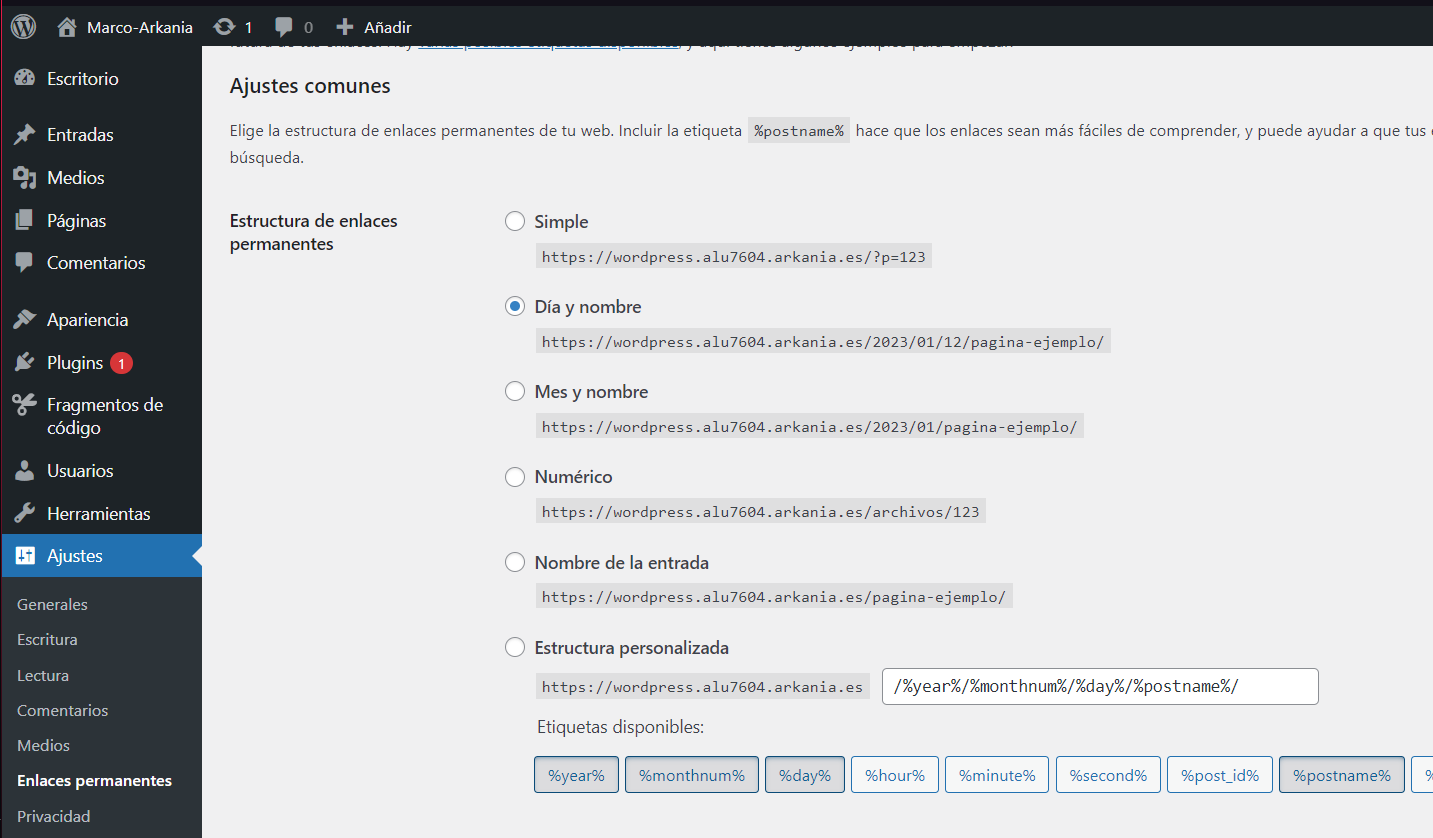 Marco-Arkania 1 0 Añadir
Escritorio
Entradas
Medios
Páginas
Comentarios
Apariencia
Plugins 1
Fragmentos de
código
Usuarios
Herramientas
Ajustes
Generales
Escritura
Lectura
Comentarios
Medios
Enlaces permanentes
Privacidad
Ajustes comunes
Elige la estructura de enlaces permanentes de tu web. Incluir la etiqueta %postname% hace que los enlaces sean más fáciles de comprender, y puede ayudar a que tus
búsqueda.
Estructura de enlaces
permanentes
Simple
https://wordpress.alu7604.arkania.es/?p=123
Día y nombre
https://wordpress.alu7604.arkania.es/2023/01/12/pagina-ejemplo/
Mes y nombre
https://wordpress.alu7604.arkania.es/2023/01/pagina-ejemplo/
Numérico
https://wordpress.alu7604.arkania.es/archivos/123
Nombre de la entrada
https://wordpress.alu7604.arkania.es/pagina-ejemplo/
Estructura personalizada
https://wordpress.alu7604.arkania.es /%year%/%monthnum%/%day%/%postname%/
Etiquetas disponibles:
%year% %monthnum% %day% %hour% %minute% %second% %post_id% %postname%